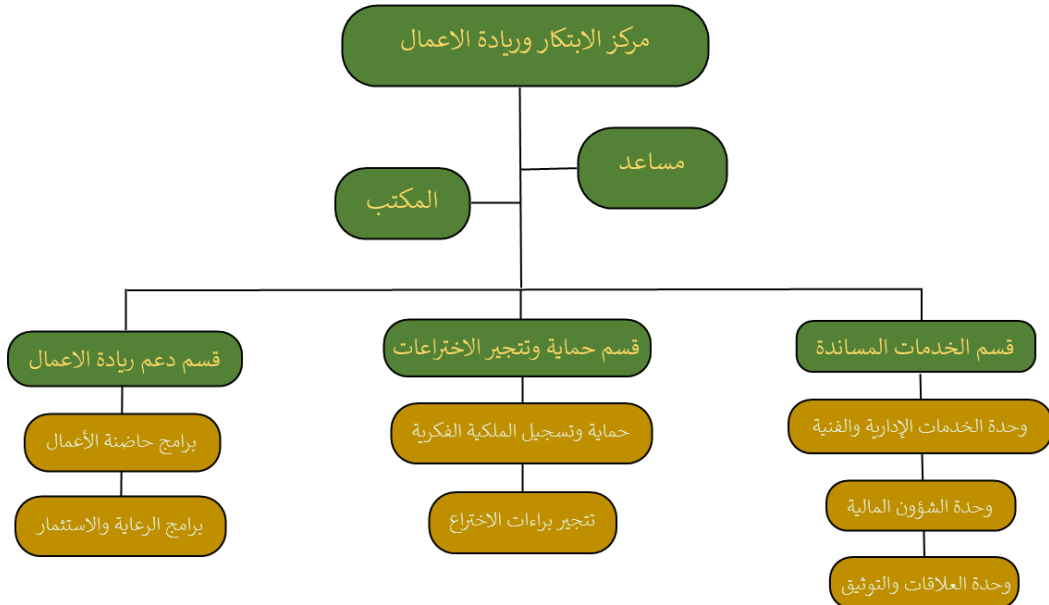 مركز الابتكار وريادة الاعمال
مساعد
المكتب
قسم الخدمات المساندة
قسم حماية وتتجير الاختراعات
قسم دعم ريادة الاعمال
وحدة الخدمات الإدارية والفنية
حماية وتسجيل الملكية الفكرية
برامج حاضنة الأعمال
وحدة الشؤون المالية
تتجير براءات الاختراع
برامج الرعاية والاستثمار
وحدة العلاقات والتوثيق